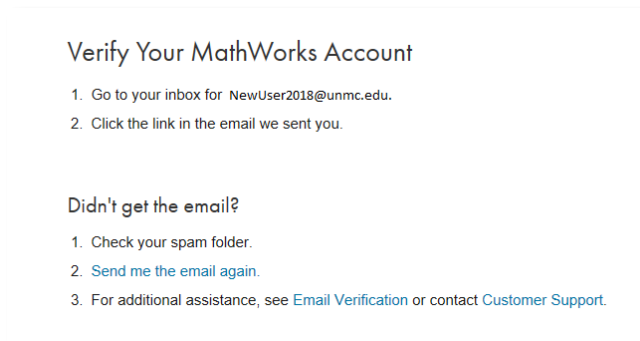 Verify Your MathWorks Account
1. Go to your inbox for NewUser2018@unmc.edu.
2. Click the link in the email we sent you.
Didn't get the email?
1. Check your spam folder.
2. Send me the email again.
3. For additional assistance, see Email Verification or contact Customer Support.